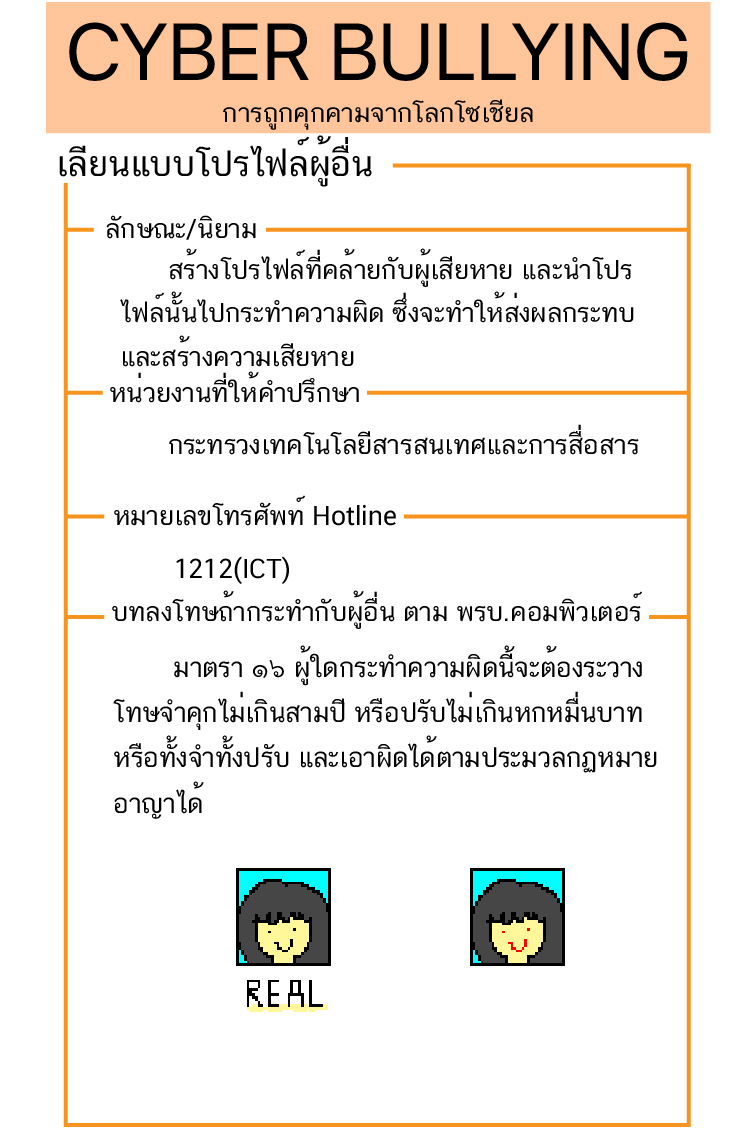 CYBER BULLYING
การถูกคุกคามจากโลกโซเชียล
เลียนแบบโปรไฟล์ผู้อื่น
ลักษณะ/นิยาม
สร้างโปรไฟล์ที่คล้ายกับผู้เสียหาย และนำโปร
ไฟล์นั้นไปกระทำความผิด ซึ่งจะทำให้ส่งผลกระทบ
และสร้างความเสียหาย
หน่วยงานที่ให้คำปรึกษา
กระทรวงเทคโนโลยีสารสนเทศและการสื่อสาร
หมายเลขโทรศัพท์ Hotline
1212(ICT)
บทลงโทษถ้ากระทำกับผู้อื่น ตาม พรบ.คอมพิวเตอร์
มาตรา ๑๖ ผู้ใดกระทำความผิดนี้จะต้องระวาง
โทษจำคุกไม่เกินสามปี หรือปรับไม่เกินหกหมื่นบาท
หรือทั้งจำทั้งปรับ และเอาผิดได้ตามประมวลกฏหมาย
อาญาได้
REAL